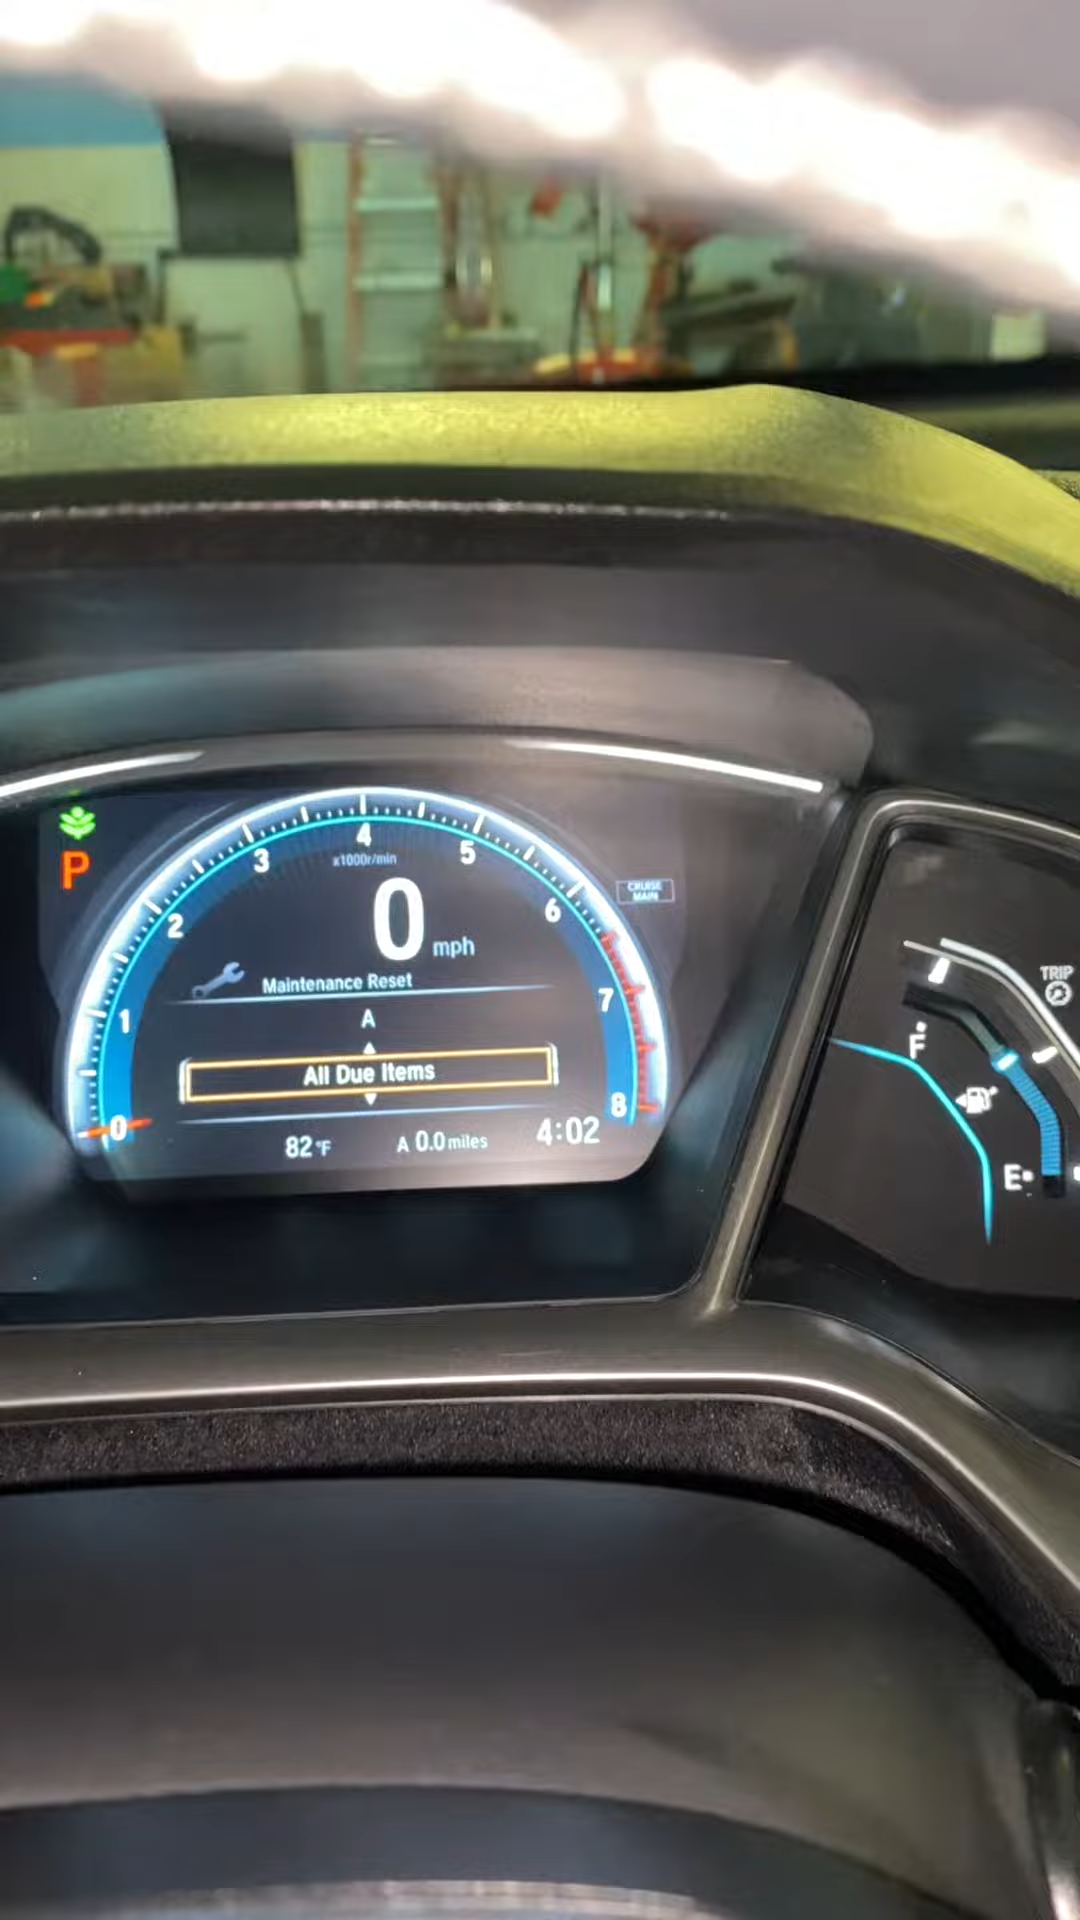 4
3
5
x1000r/min
P
2
6
0 mph
CRUISE
MAIN
Maintenance Reset
1
7
A
All Due Items
0
8
82°F
A 0.0 miles
4:02
TRIP
F
E